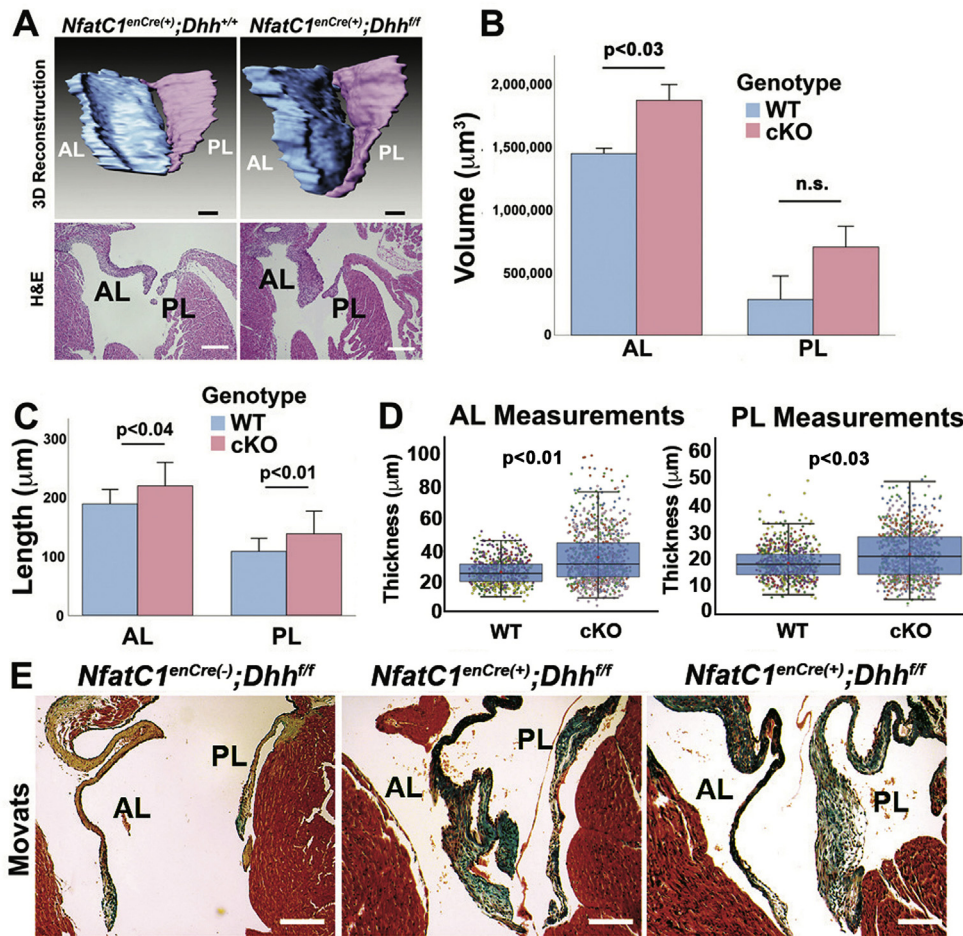 A
NfatC1enCre(+);Dhh+/+
NfatC1enCre(+);Dhhf/f
3D Reconstruction
AL
PL
AL
PL
H&E
AL
PL
AL
PL
B
p<0.03
Genotype
WT
cKO
n.s.
Volume (μm3)
2,000,000
1,500,000
1,000,000
500,000
0
AL
PL
C
Genotype
WT
cKO
p<0.04
p<0.01
Length (μm)
300
200
100
0
AL
PL
D
AL Measurements
p<0.01
Thickness (μm)
100
80
60
40
20
0
WT
cKO
PL Measurements
p<0.03
Thickness (μm)
60
50
40
30
20
10
0
WT
cKO
E
NfatC1enCre(-);Dhhf/f
NfatC1enCre(+);Dhhf/f
NfatC1enCre(+);Dhhf/f
Movats
AL
PL
AL
PL
AL
PL